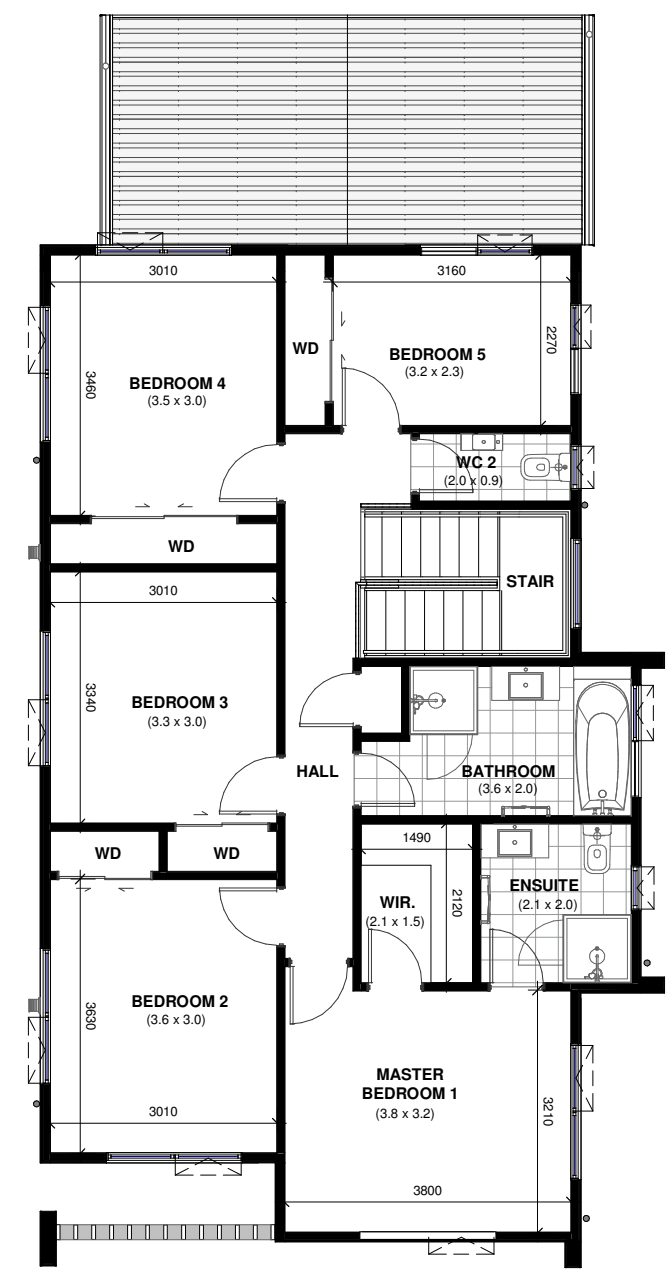 3010
3160
WD
BEDROOM 5
(3.2 x 2.3)
2270
3460
BEDROOM 4
(3.5 x 3.0)
WC 2
(2.0 x 0.9)
WD
STAIR
3010
3340
BEDROOM 3
(3.3 x 3.0)
HALL
BATHROOM
(3.6 x 2.0)
WD
WD
1490
2120
WIR.
(2.1 x 1.5)
ENSUITE
(2.1 x 2.0)
3630
BEDROOM 2
(3.6 x 3.0)
3010
MASTER
BEDROOM 1
(3.8 x 3.2)
3210
3800